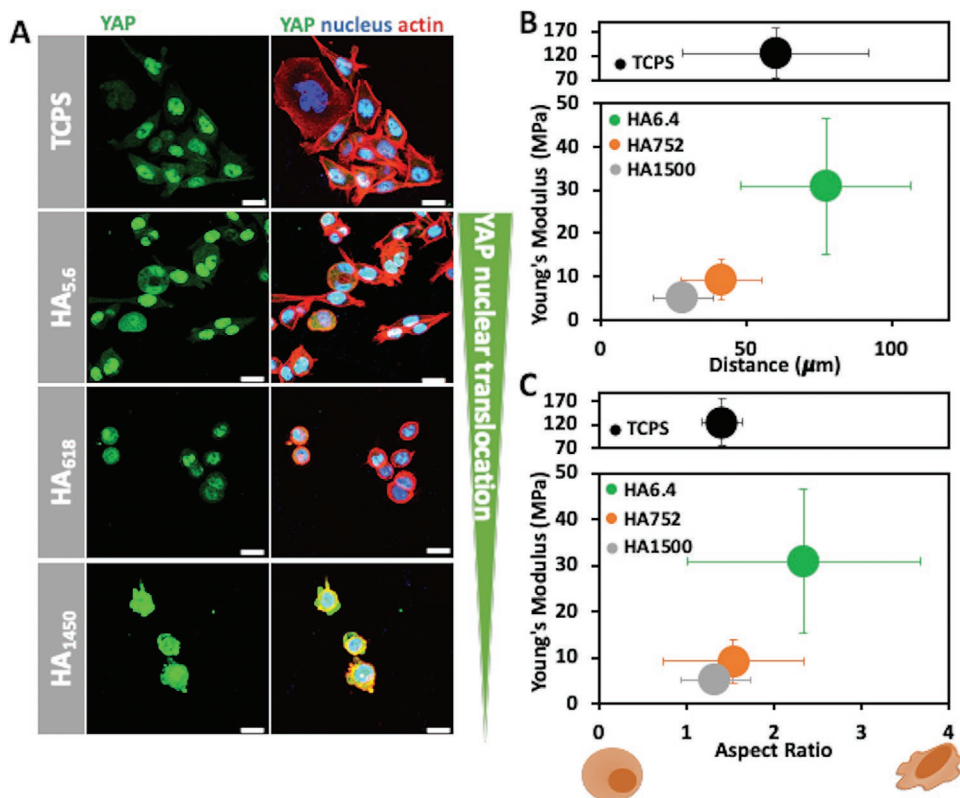 A
YAP
YAP nucleus actin
TCPS
HA5.6
HA618
HA1450
YAP nuclear translocation
B
170
120
70
TCPS
Young's Modulus (MPa)
50
40
30
20
10
0
HA6.4
HA752
HA1500
0 50 100
Distance (μm)
C
170
120
70
TCPS
Young's Modulus (MPa)
50
40
30
20
10
0
HA6.4
HA752
HA1500
0 1 2 3 4
Aspect Ratio